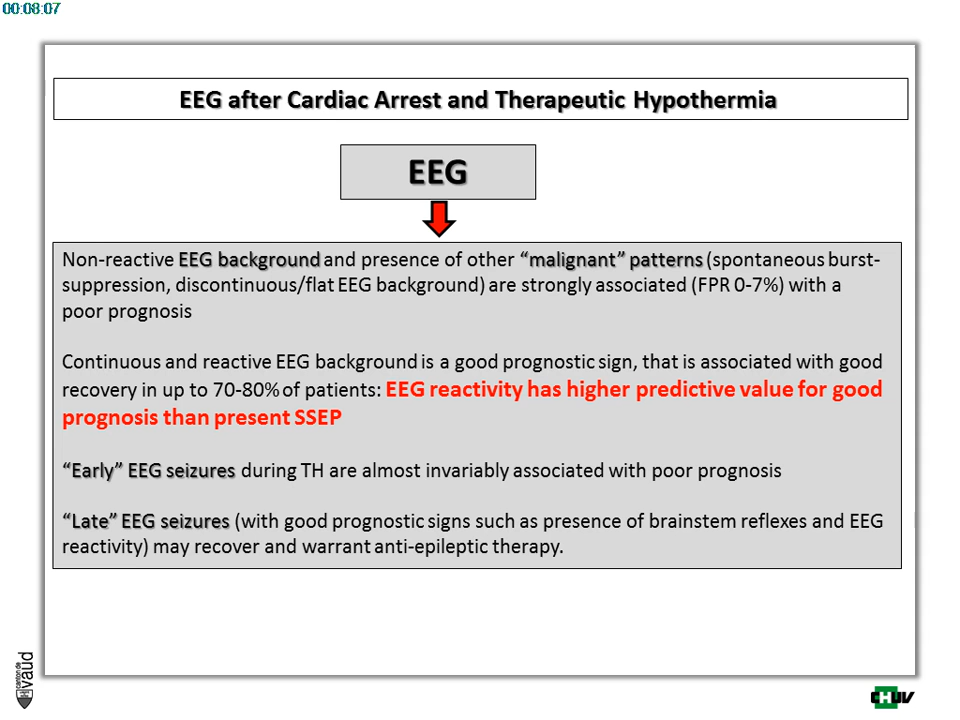 00:08:07
EEG after Cardiac Arrest and Therapeutic Hypothermia
EEG
Non-reactive EEG background and presence of other “malignant” patterns (spontaneous burst-
suppression, discontinuous/flat EEG background) are strongly associated (FPR 0-7%) with a
poor prognosis
Continuous and reactive EEG background is a good prognostic sign, that is associated with good
recovery in up to 70-80% of patients: EEG reactivity has higher predictive value for good
prognosis than present SSEP
“Early” EEG seizures during TH are almost invariably associated with poor prognosis
“Late” EEG seizures (with good prognostic signs such as presence of brainstem reflexes and EEG
reactivity) may recover and warrant anti-epileptic therapy.
canton de
vaud
CHUV